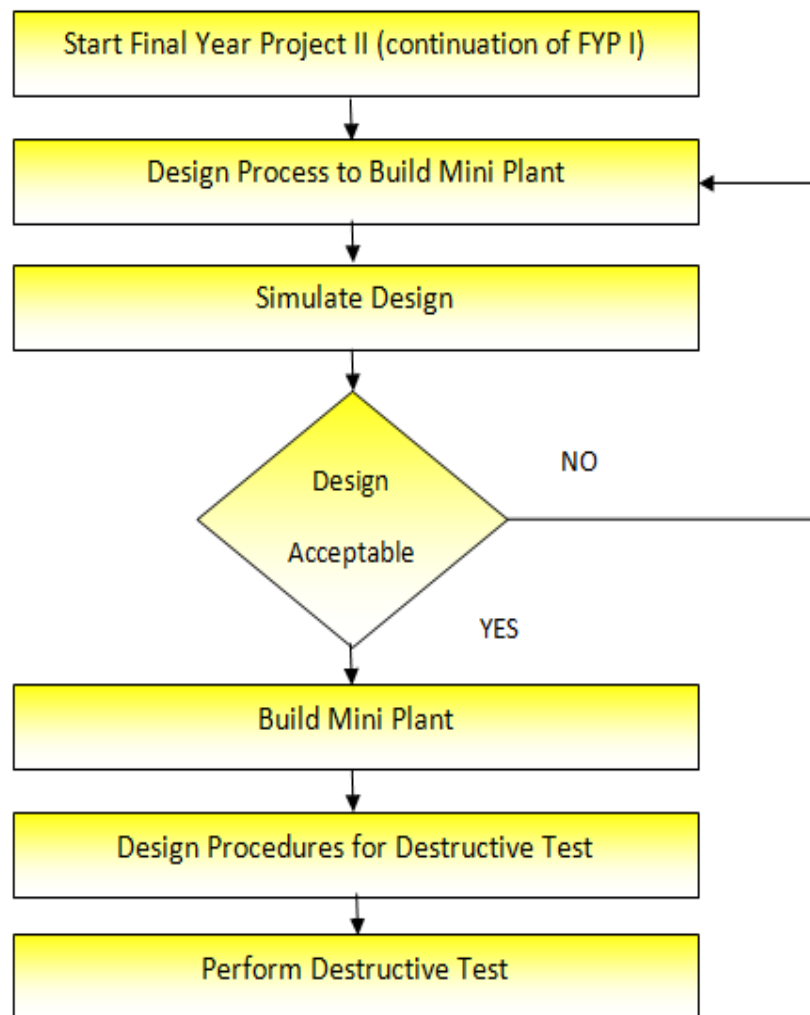 Start Final Year Project II (continuation of FYP I)
Design Process to Build Mini Plant
Simulate Design
Design
Acceptable
NO
YES
Build Mini Plant
Design Procedures for Destructive Test
Perform Destructive Test